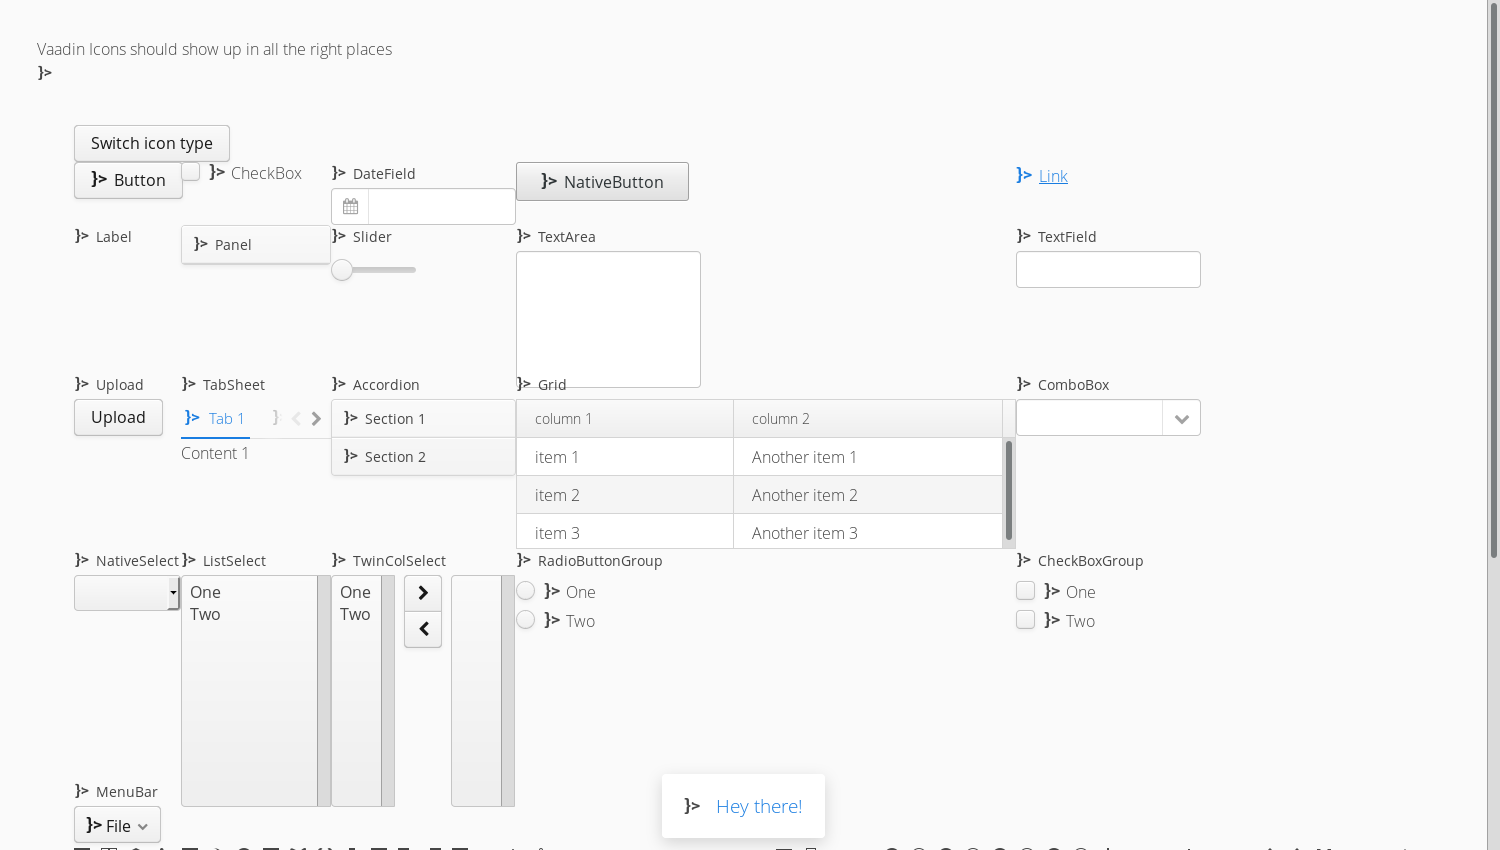 Vaadin Icons should show up in all the right places
}>
Switch icon type
}> Button
}> CheckBox
}> DateField
}> NativeButton
}> Link
}> Label
}> Panel
}> Slider
}> TextArea
}> TextField
}> Upload
}> TabSheet
}> Accordion
}> Grid
}> ComboBox
Upload
}> Tab 1
}> Section 1
column 1 column 2
Content 1
}> Section 2
item 1 Another item 1
item 2 Another item 2
item 3 Another item 3
}> NativeSelect
}> ListSelect
}> TwinColSelect
}> RadioButtonGroup
}> CheckBoxGroup
One
Two
One
Two
}> One
}> Two
}> One
}> Two
}> MenuBar
}> File
}> Hey there!